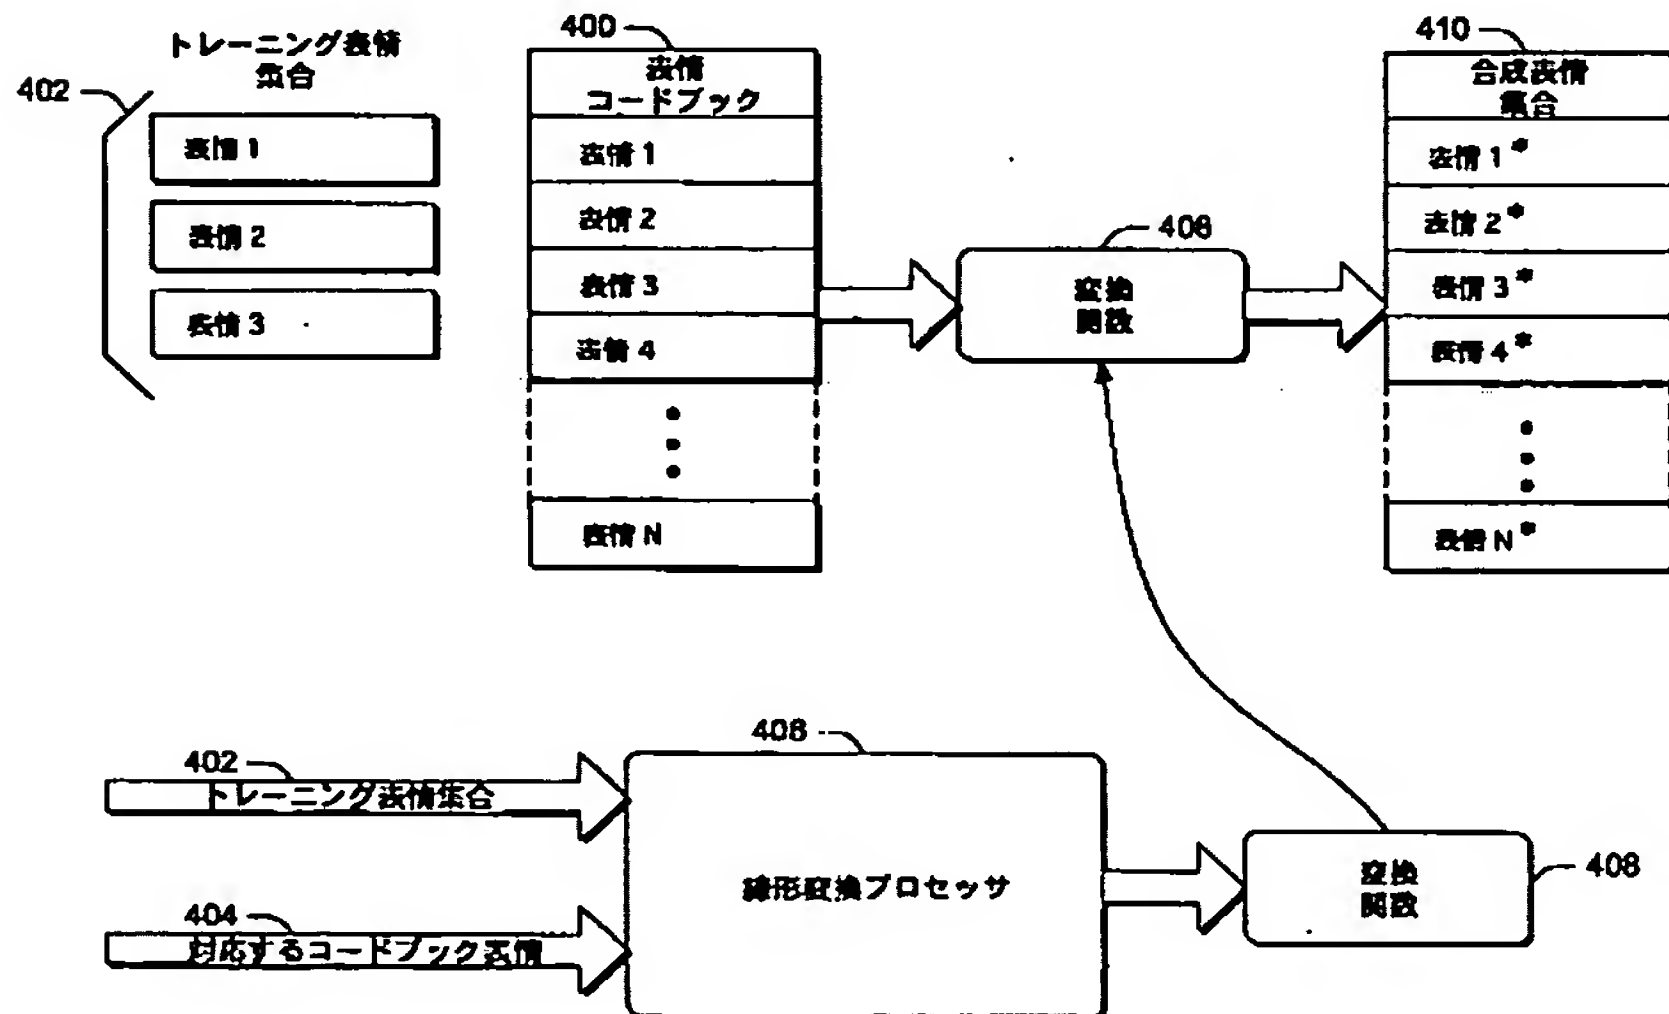 トレーニング表情
集合
402
表情 1
表情 2
表情 3
400
表情
コードブック
表情 1
表情 2
表情 3
表情 4
表情 N
408
変換
関数
410
合成表情
集合
表情 1*
表情 2*
表情 3*
表情 4*
表情 N*
402
トレーニング表情集合
404
対応するコードブック表情
408
線形変換プロセッサ
変換
関数
408